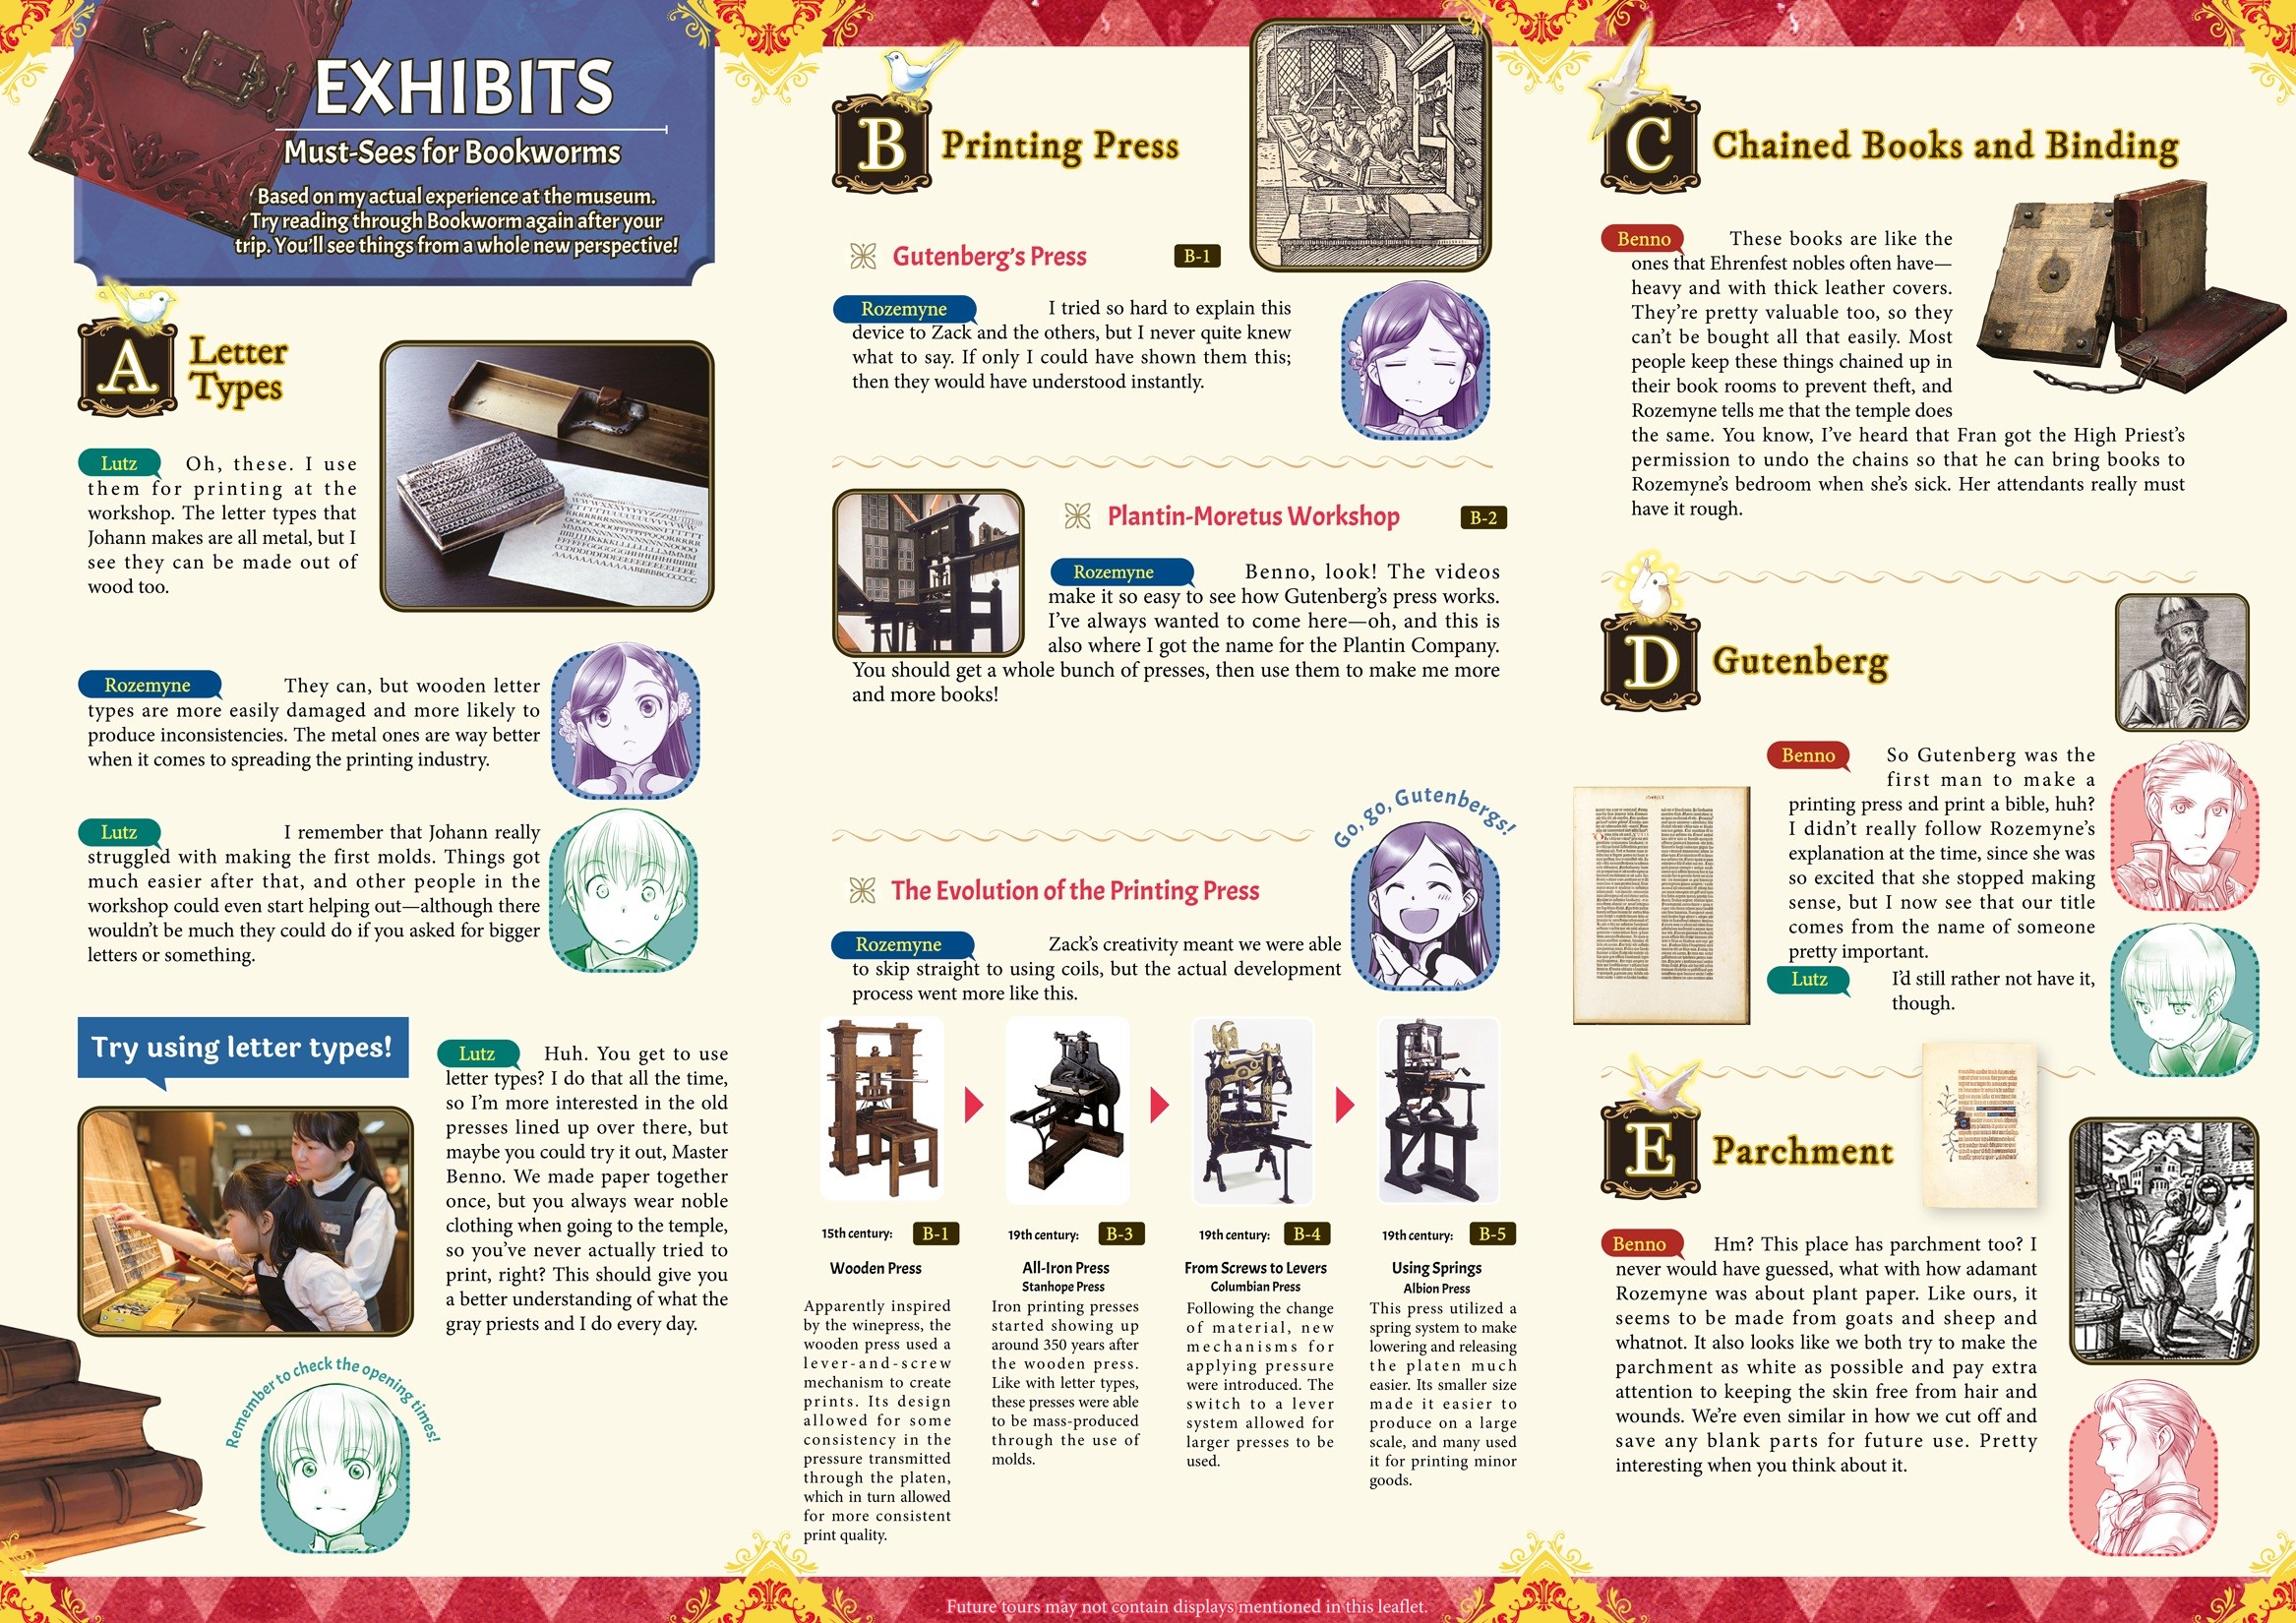 EXHIBITS
Must-Sees for Bookworms
Based on my actual experience at the museum.
Try reading through Bookworm again after your
trip. You'll see things from a whole new perspective!
A
Letter
Types
Lutz
Oh, these. I use
them for printing at the
workshop. The letter types that
Johann makes are all metal, but I
see they can be made out of
wood too.
Rozemyne
They can, but wooden letter
types are more easily damaged and more likely to
produce inconsistencies. The metal ones are way better
when it comes to spreading the printing industry.
Lutz
I remember that Johann really
struggled with making the first molds. Things got
much easier after that, and other people in the
workshop could even start helping out—although there
wouldn't be much they could do if you asked for bigger
letters or something.
Try using letter types!
Lutz
Huh. You get to use
letter types? I do that all the time,
so I'm more interested in the old
presses lined up over there, but
maybe you could try it out, Master
Benno. We made paper together
once, but you always wear noble
clothing when going to the temple,
so you've never actually tried to
print, right? This should give you
a better understanding of what the
gray priests and I do every day.
Remember to check the opening times!
B
Printing Press
Gutenberg's Press
B-1
Rozemyne
I tried so hard to explain this
device to Zack and the others, but I never quite knew
what to say. If only I could have shown them this;
then they would have understood instantly.
Plantin-Moretus Workshop
B-2
Rozemyne
Benno, look! The videos
make it so easy to see how Gutenberg's press works.
I've always wanted to come here—oh, and this is
also where I got the name for the Plantin Company.
You should get a whole bunch of presses, then use them to make me more
and more books!
Go, go, Gutenbergs!
The Evolution of the Printing Press
Rozemyne
Zack's creativity meant we were able
to skip straight to using coils, but the actual development
process went more like this.
15th century:
B-1
Wooden Press
Apparently inspired
by the winepress, the
wooden press used a
lever-and-screw
mechanism to create
prints. Its design
allowed for some
consistency in the
pressure transmitted
through the platen,
which in turn allowed
for more consistent
print quality.
19th century:
B-3
All-Iron Press
Stanhope Press
Iron printing presses
started showing up
around 350 years after
the wooden press.
Like with letter types,
these presses were able
to be mass-produced
through the use of
molds.
19th century:
B-4
From Screws to Levers
Columbian Press
Following the change
of material, new
mechanisms for
applying pressure
were introduced. The
switch to a lever
system allowed for
larger presses to be
used.
19th century:
B-5
Using Springs
Albion Press
This press utilized a
spring system to make
lowering and releasing
the platen much
easier. Its smaller size
made it easier to
produce on a large
scale, and many used
it for printing minor
goods.
C
Chained Books and Binding
Benno
These books are like the
ones that Ehrenfest nobles often have—
heavy and with thick leather covers.
They're pretty valuable too, so they
can't be bought all that easily. Most
people keep these things chained up in
their book rooms to prevent theft, and
Rozemyne tells me that the temple does
the same. You know, I've heard that Fran got the High Priest's
permission to undo the chains so that he can bring books to
Rozemyne's bedroom when she's sick. Her attendants really must
have it rough.
D
Gutenberg
Benno
So Gutenberg was the
first man to make a
printing press and print a bible, huh?
I didn't really follow Rozemyne's
explanation at the time, since she was
so excited that she stopped making
sense, but I now see that our title
comes from the name of someone
pretty important.
Lutz
I'd still rather not have it,
though.
E
Parchment
Benno
Hm? This place has parchment too? I
never would have guessed, what with how adamant
Rozemyne was about plant paper. Like ours, it
seems to be made from goats and sheep and
whatnot. It also looks like we both try to make the
parchment as white as possible and pay extra
attention to keeping the skin free from hair and
wounds. We're even similar in how we cut off and
save any blank parts for future use. Pretty
interesting when you think about it.
Future tours may not contain displays mentioned in this leaflet.